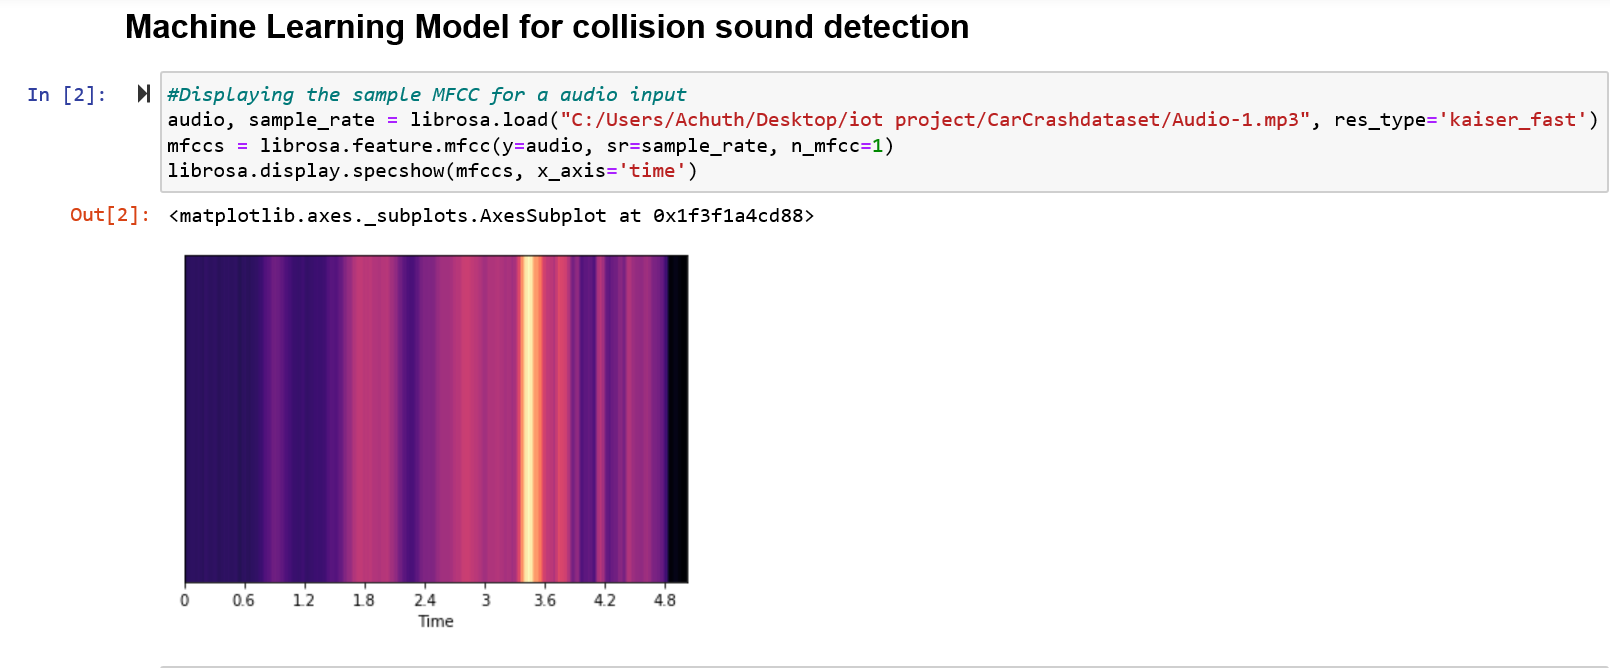 Machine Learning Model for collision sound detection
In [2]:
#Displaying the sample MFCC for a audio input
audio, sample_rate = librosa.load("C:/Users/Achuth/Desktop/iot project/CarCrashdataset/Audio-1.mp3", res_type='kaiser_fast')
mfccs = librosa.feature.mfcc(y=audio, sr=sample_rate, n_mfcc=1)
librosa.display.specshow(mfccs, x_axis='time')
Out[2]: <matplotlib.axes._subplots.AxesSubplot at 0x1f3f1a4cd88>
0 0.6 1.2 1.8 2.4 3 3.6 4.2 4.8
Time